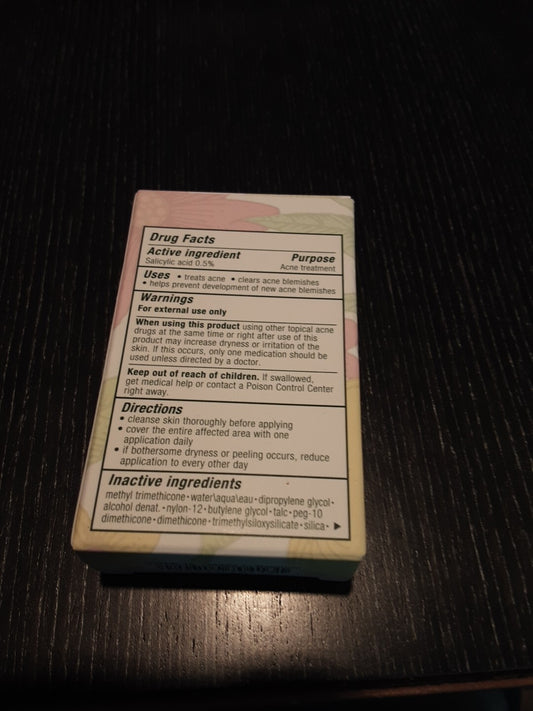 Drug Facts
Active ingredient Purpose
Salicylic acid 0.5% Acne treatment
Uses • treats acne • clears acne blemishes
• helps prevent development of new acne blemishes
Warnings
For external use only
When using this product using other topical acne
drugs at the same time or right after use of this
product may increase dryness or irritation of the
skin. If this occurs, only one medication should be
used unless directed by a doctor.
Keep out of reach of children. If swallowed,
get medical help or contact a Poison Control Center
right away.
Directions
• cleanse skin thoroughly before applying
• cover the entire affected area with one
application daily
• if bothersome dryness or peeling occurs, reduce
application to every other day
Inactive ingredients
methyl trimethicone • water\aqua\eau • dipropylene glycol •
alcohol denat. • nylon-12 • butylene glycol • talc • peg-10
dimethicone • dimethicone • trimethylsiloxysilicate • silica • ▶